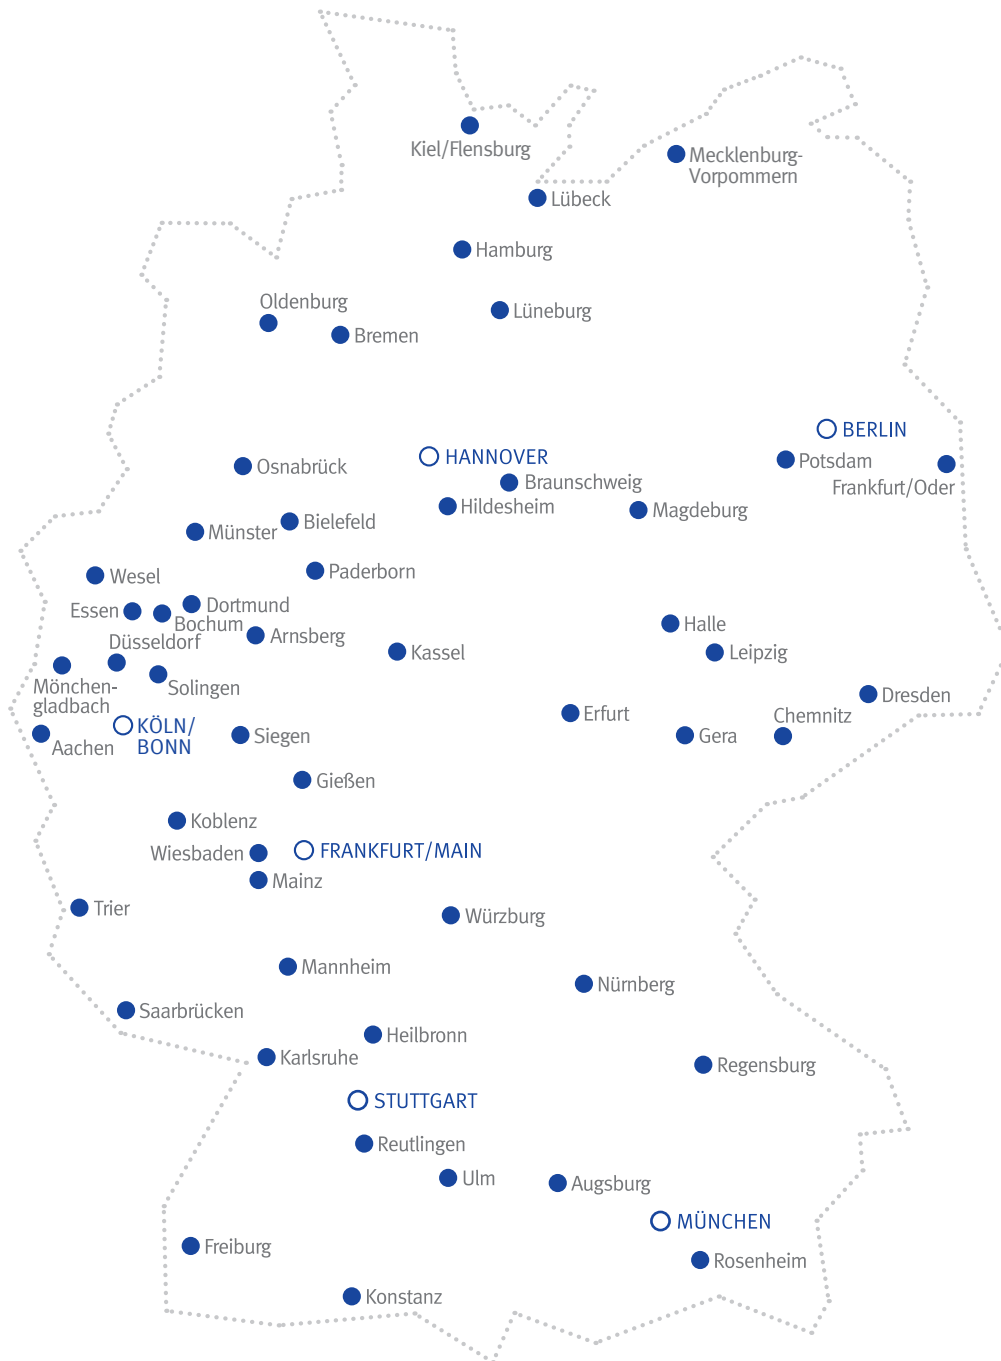 Kiel/Flensburg
Mecklenburg-
Vorpommern
Lübeck
Hamburg
Oldenburg
Lüneburg
Bremen
BERLIN
HANNOVER
Osnabrück
Potsdam
Braunschweig
Frankfurt/Oder
Hildesheim
Magdeburg
Bielefeld
Münster
Paderborn
Wesel
Dortmund
Essen
Bochum
Halle
Arnsberg
Düsseldorf
Kassel
Leipzig
Mönchen-
gladbach
Solingen
Dresden
Erfurt
Chemnitz
KÖLN/
BONN
Siegen
Gera
Aachen
Gießen
Koblenz
Wiesbaden
FRANKFURT/MAIN
Mainz
Trier
Würzburg
Mannheim
Nürnberg
Saarbrücken
Heilbronn
Karlsruhe
Regensburg
STUTTGART
Reutlingen
Ulm
Augsburg
MÜNCHEN
Freiburg
Rosenheim
Konstanz